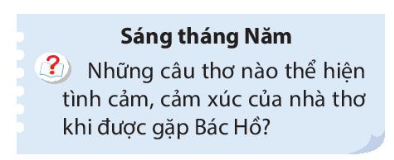 Sáng tháng Năm
? Những câu thơ nào thể hiện
tình cảm, cảm xúc của nhà thơ
khi được gặp Bác Hồ?